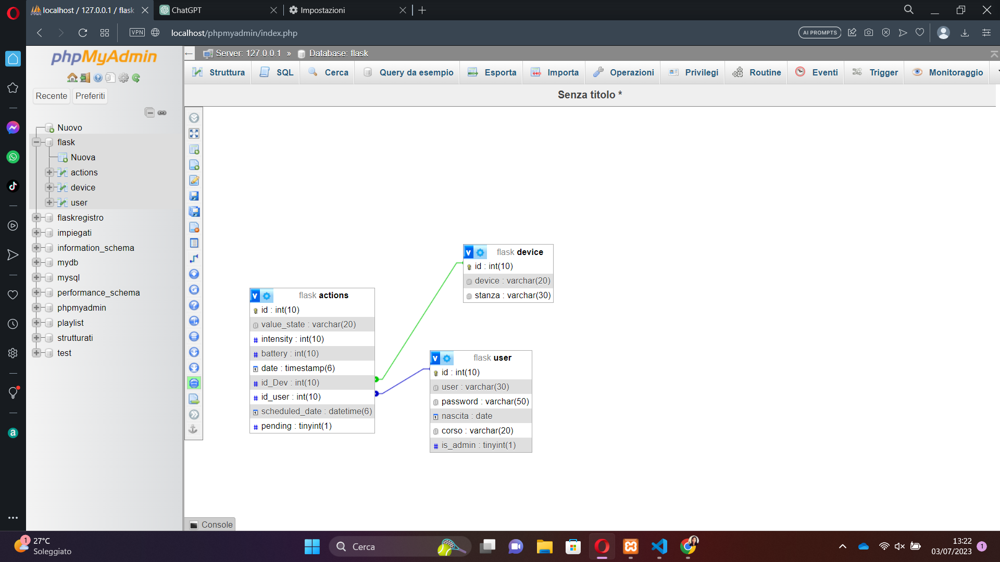 localhost / 127.0.0.1 / flask
ChatGPT
Impostazioni
VPN
localhost/phpmyadmin/index.php
AI PROMPTS
phpMyAdmin
Recente
Preferiti
Nuovo
flask
Nuova
actions
device
user
flaskregistro
impiegati
information_schema
mydb
mysql
performance_schema
phpmyadmin
playlist
strutturati
test
Server: 127.0.0.1 » Database: flask
Struttura
SQL
Cerca
Query da esempio
Esporta
Importa
Operazioni
Privilegi
Routine
Eventi
Trigger
Monitoraggio
Senza titolo *
v flask device
id : int(10)
device : varchar(20)
stanza : varchar(30)
v flask actions
id : int(10)
value_state : varchar(20)
# intensity : int(10)
# battery : int(10)
date : timestamp(6)
# id_Dev : int(10)
# id_user : int(10)
scheduled_date : datetime(6)
# pending : tinyint(1)
v flask user
id : int(10)
user : varchar(30)
password : varchar(50)
nascita : date
corso : varchar(20)
# is_admin : tinyint(1)
Console
1
27°C
Soleggiato
Cerca
13:22
03/07/2023
1